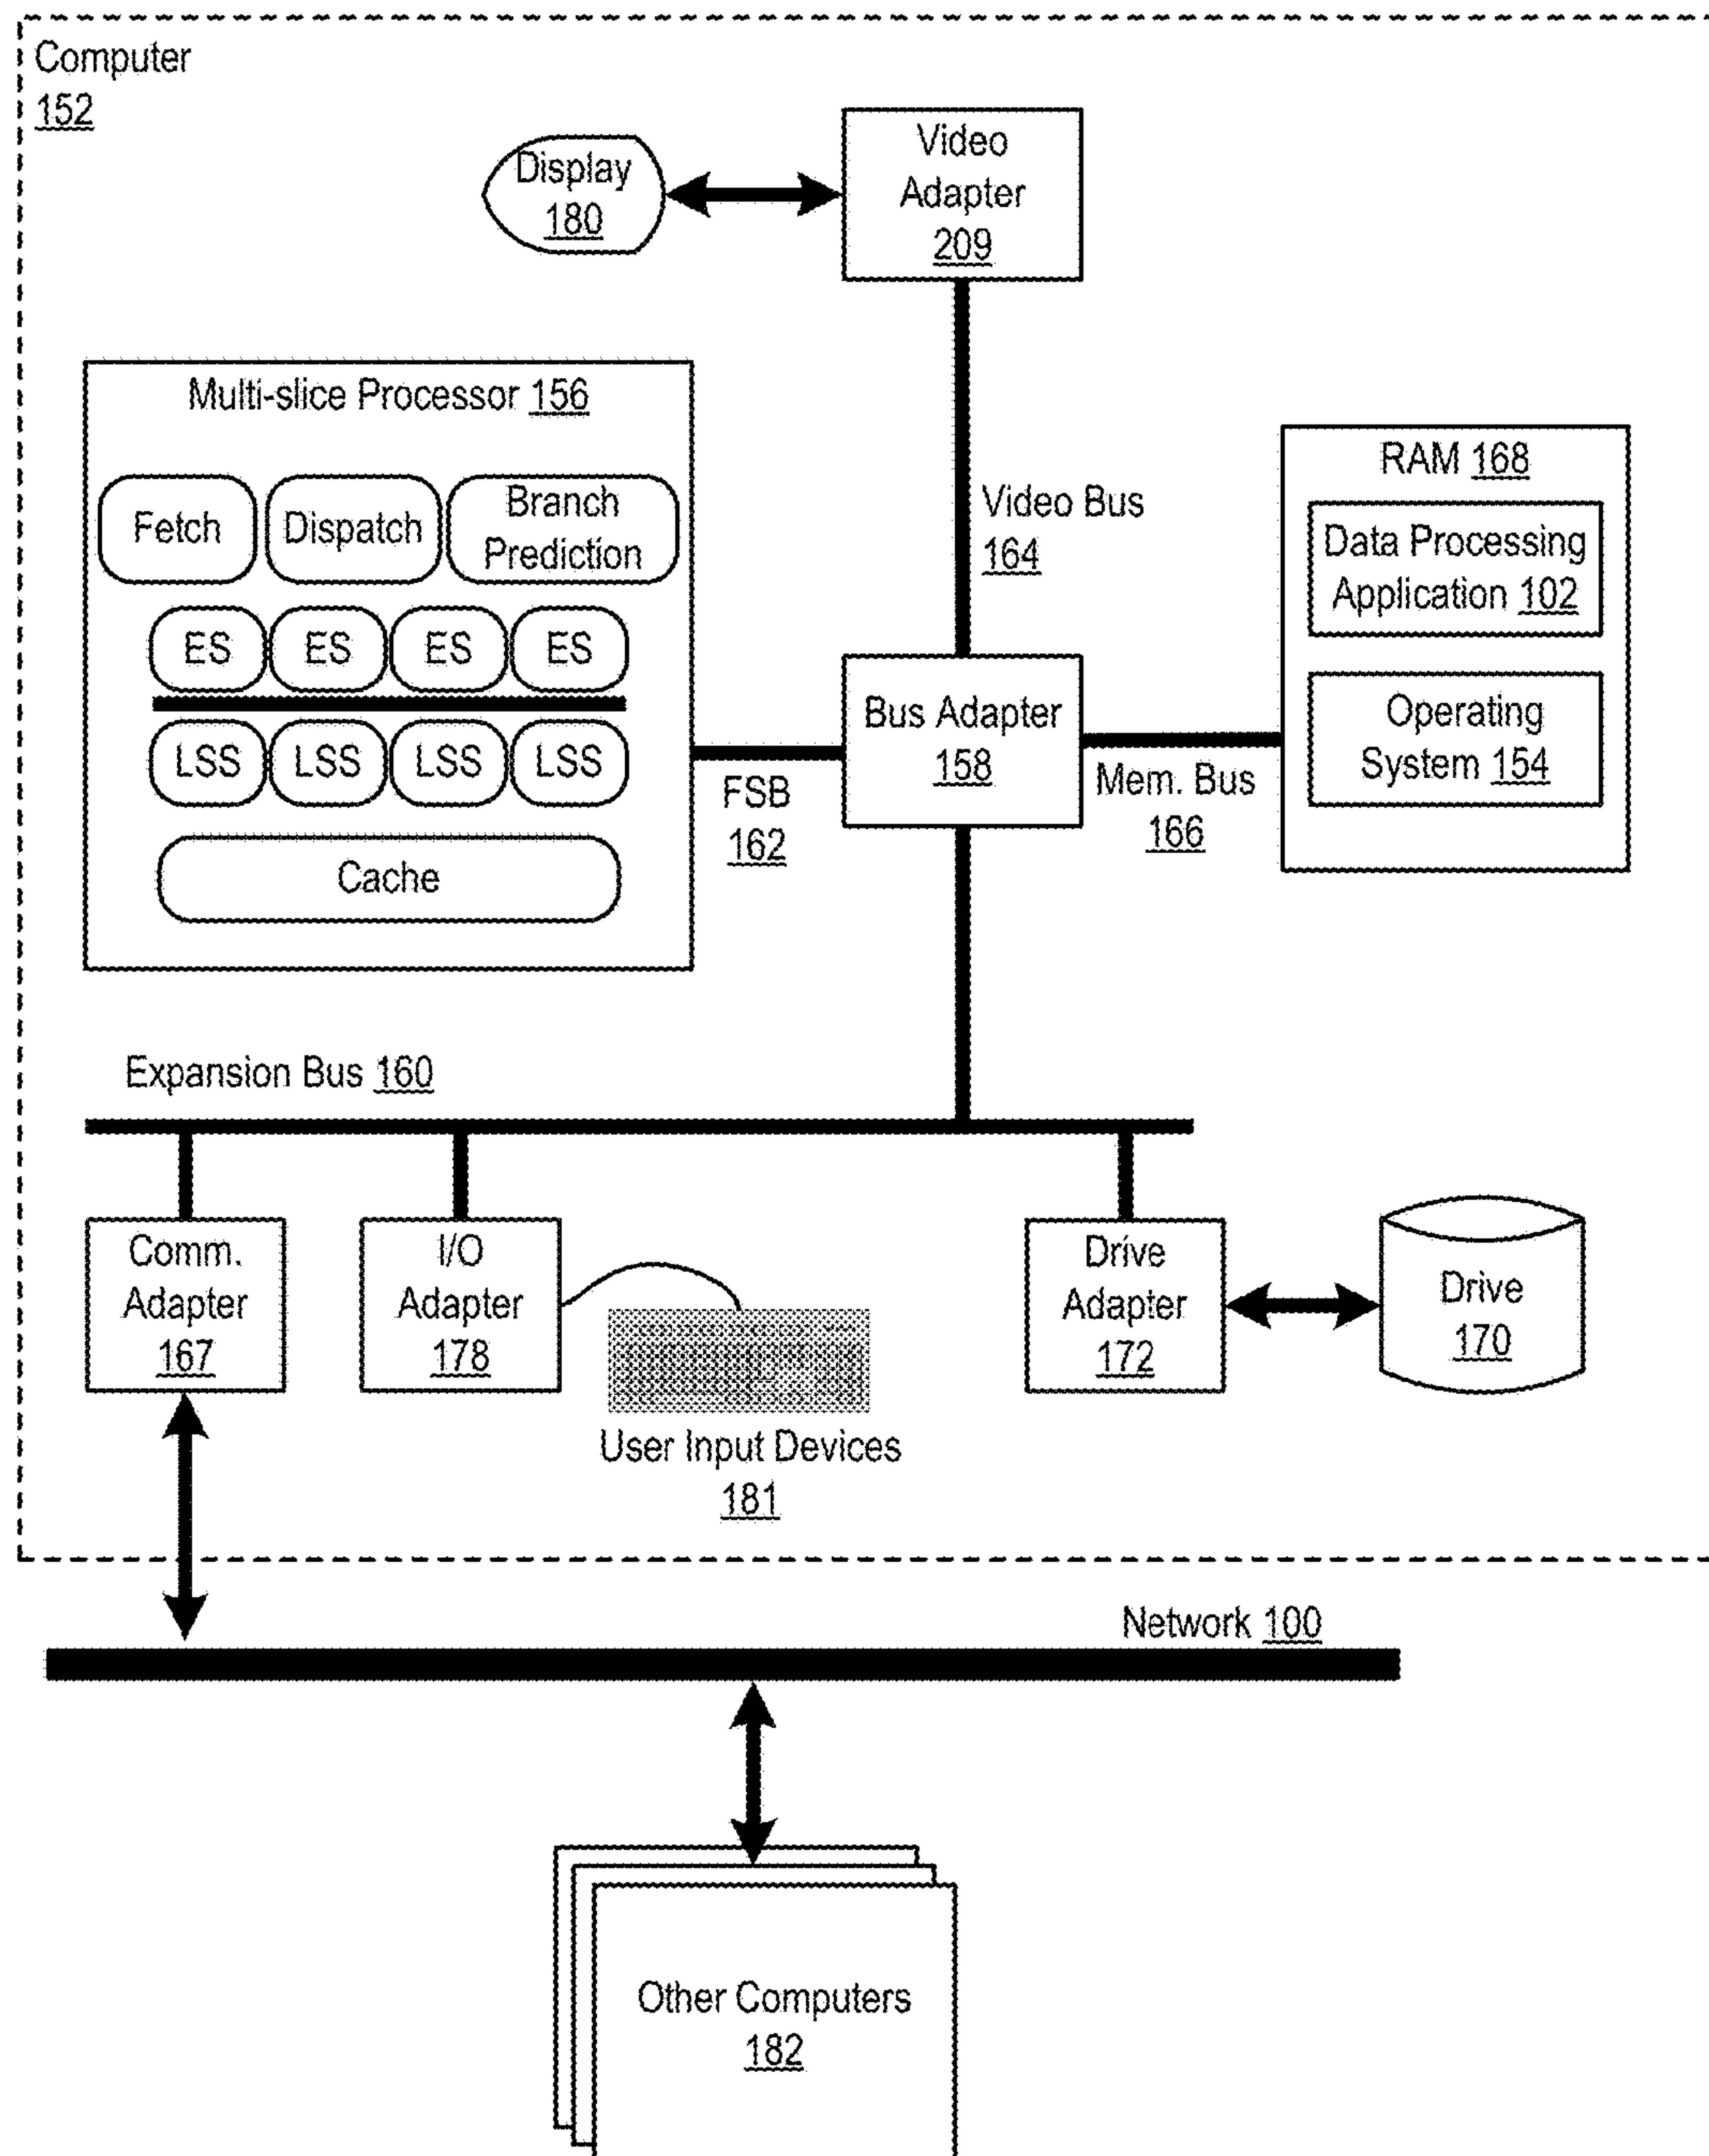 Computer
152
Display
180
Video
Adapter
209
Multi-slice Processor 156
Fetch
Dispatch
Branch
Prediction
ES
ES
ES
ES
LSS
LSS
LSS
LSS
Cache
Video Bus
164
RAM 168
Data Processing
Application 102
Operating
System 154
Bus Adapter
158
FSB
162
Mem. Bus
166
Expansion Bus 160
Comm.
Adapter
167
I/O
Adapter
178
User Input Devices
181
Drive
Adapter
172
Drive
170
Network 100
Other Computers
182